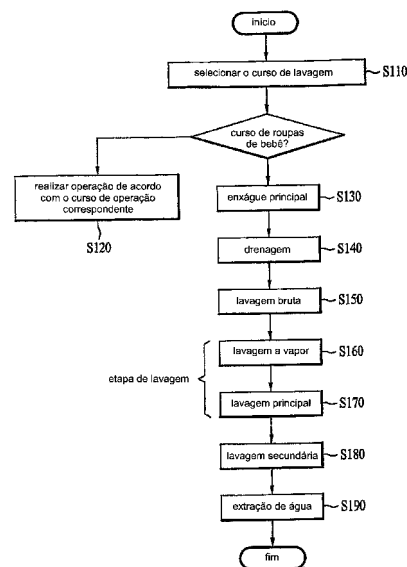 início
selecionar o curso de lavagem
S110
curso de roupas
de bebê?
realizar operação de acordo
com o curso de operação
correspondente
S120
enxágue principal
S130
drenagem
S140
lavagem bruta
S150
etapa de lavagem
lavagem a vapor
S160
lavagem principal
S170
lavagem secundária
S180
extração de água
S190
fim